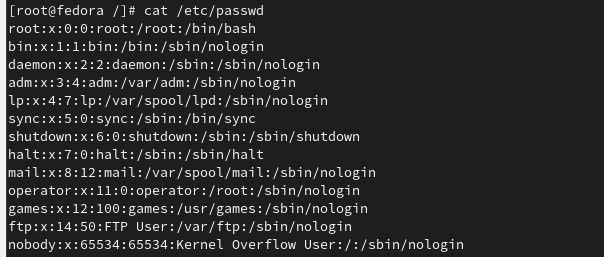 [root@fedora /]# cat /etc/passwd
root:x:0:0:root:/root:/bin/bash
bin:x:1:1:bin:/bin:/sbin/nologin
daemon:x:2:2:daemon:/sbin:/sbin/nologin
adm:x:3:4:adm:/var/adm:/sbin/nologin
lp:x:4:7:lp:/var/spool/lpd:/sbin/nologin
sync:x:5:0:sync:/sbin:/bin/sync
shutdown:x:6:0:shutdown:/sbin:/sbin/shutdown
halt:x:7:0:halt:/sbin:/sbin/halt
mail:x:8:12:mail:/var/spool/mail:/sbin/nologin
operator:x:11:0:operator:/root:/sbin/nologin
games:x:12:100:games:/usr/games:/sbin/nologin
ftp:x:14:50:FTP User:/var/ftp:/sbin/nologin
nobody:x:65534:65534:Kernel Overflow User:/:/sbin/nologin